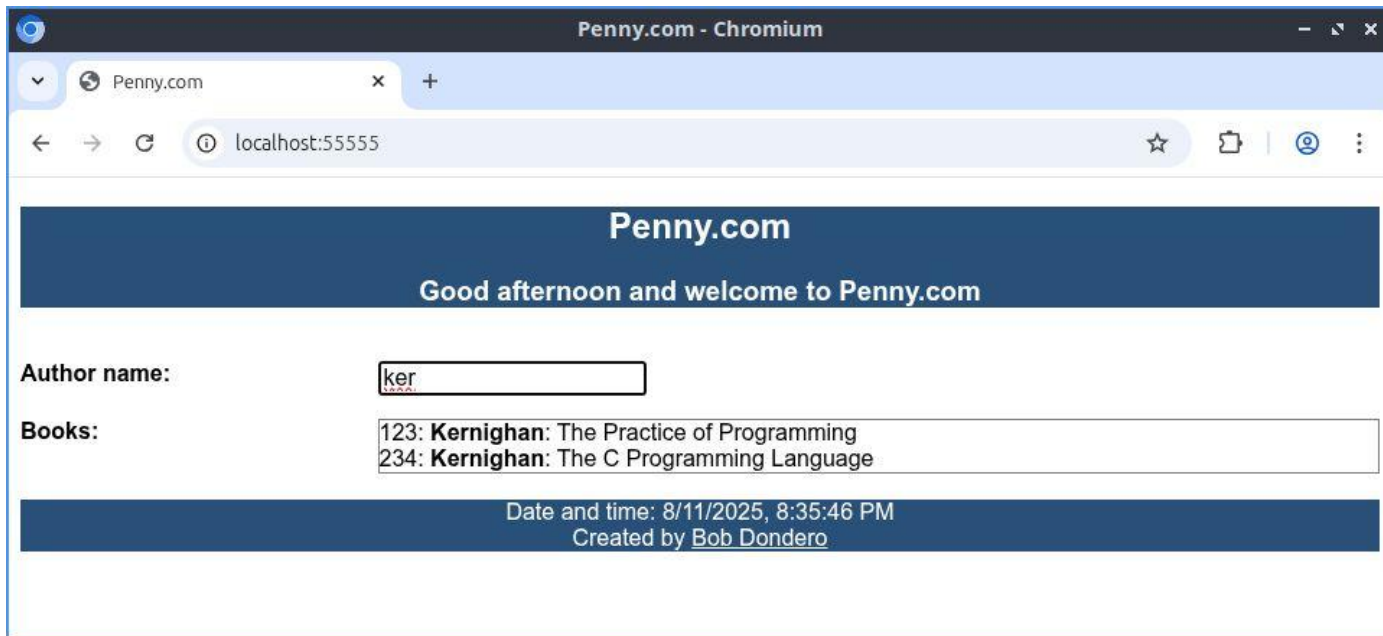 Penny.com - Chromium
Penny.com
localhost:55555
Penny.com
Good afternoon and welcome to Penny.com
Author name:
ker
Books:
123: Kernighan: The Practice of Programming
234: Kernighan: The C Programming Language
Date and time: 8/11/2025, 8:35:46 PM
Created by Bob Dondero